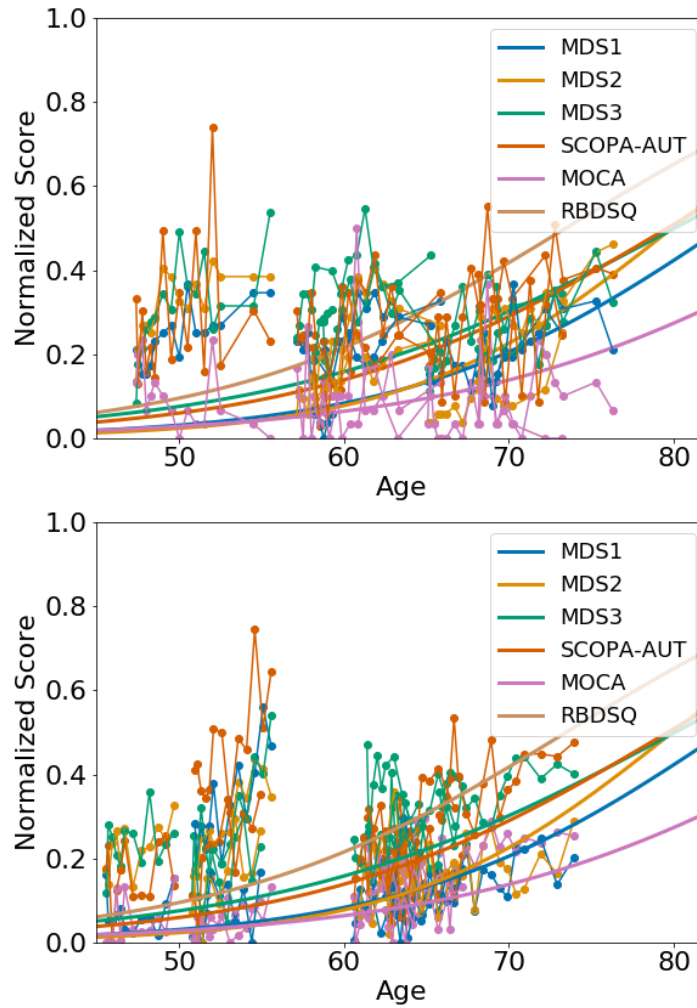 1.0
0.8
0.6
0.4
0.2
0.0
Normalized Score
MDS1
MDS2
MDS3
SCOPA-AUT
MOCA
RBDSQ
50 60 70 80
Age
1.0
0.8
0.6
0.4
0.2
0.0
Normalized Score
MDS1
MDS2
MDS3
SCOPA-AUT
MOCA
RBDSQ
50 60 70 80
Age